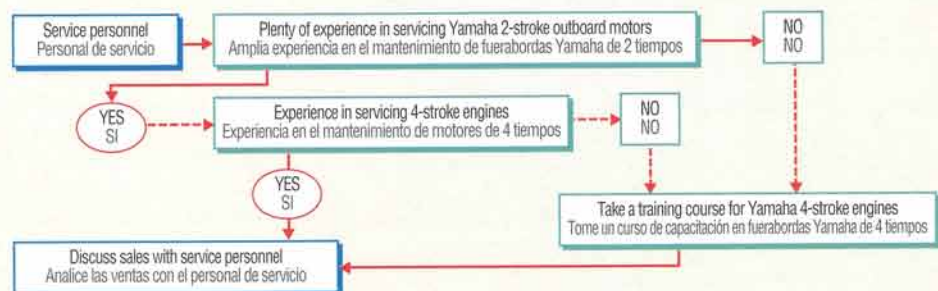 Service personnel
Personal de servicio
Plenty of experience in servicing Yamaha 2-stroke outboard motors
Amplia experiencia en el mantenimiento de fuerabordas Yamaha de 2 tiempos
NO
NO
YES
SI
Experience in servicing 4-stroke engines
Experiencia en el mantenimiento de motores de 4 tiempos
NO
NO
YES
SI
Take a training course for Yamaha 4-stroke engines
Tome un curso de capacitación en fuerabordas Yamaha de 4 tiempos
Discuss sales with service personnel
Analice las ventas con el personal de servicio